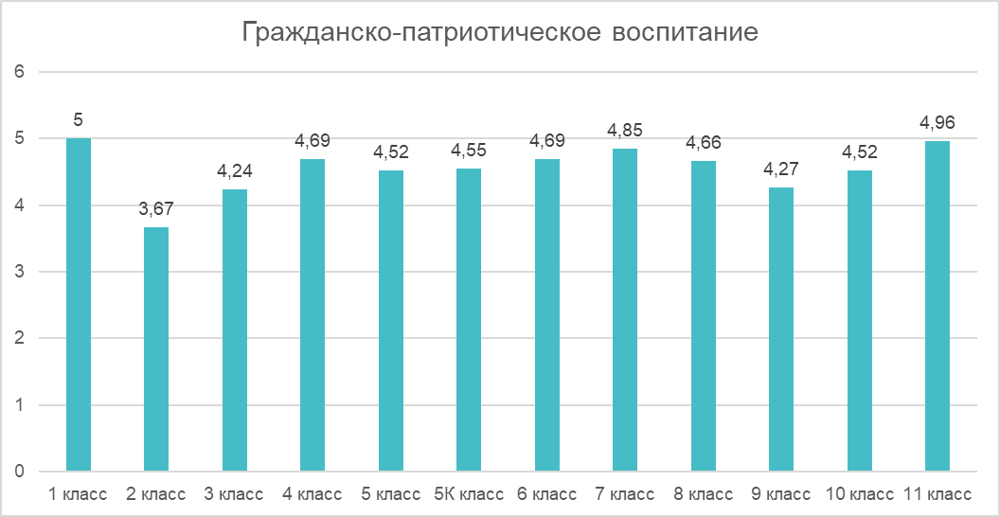 Гражданско-патриотическое воспитание
6
5
4
3
2
1
0
5
3,67
4,24
4,69
4,52
4,55
4,69
4,85
4,66
4,27
4,52
4,96
1 класс
2 класс
3 класс
4 класс
5 класс
5К класс
6 класс
7 класс
8 класс
9 класс
10 класс
11 класс